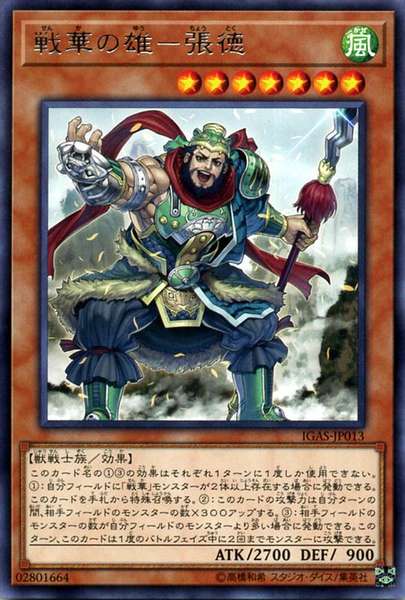 戦華の雄－張徳
風
IGAS-JP013
【獣戦士族／効果】
このカード名の①③の効果はそれぞれ１ターンに１度しか使用できない。
①：自分フィールドに「戦華」モンスターが２体以上存在する場合に発動できる。
このカードを手札から特殊召喚する。②：このカードの攻撃力は自分ターンの
間、相手フィールドのモンスターの数×３００アップする。③：相手フィールドの
モンスターの数が自分フィールドのモンスターより多い場合に発動できる。この
ターン、このカードは１度のバトルフェイズ中に２回までモンスターに攻撃できる。
ATK/2700 DEF/ 900
02801664
©高橋和希 スタジオ・ダイス/集英社